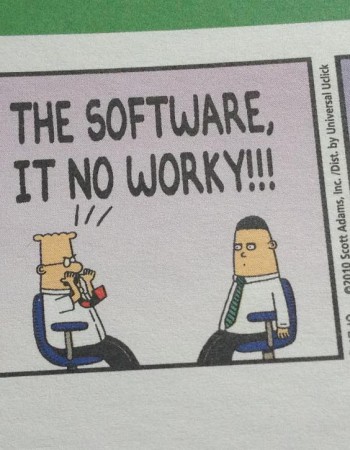 THE SOFTWARE,
IT NO WORKY!!!
©2010 Scott Adams, Inc. /Dist. by Universal Uclick